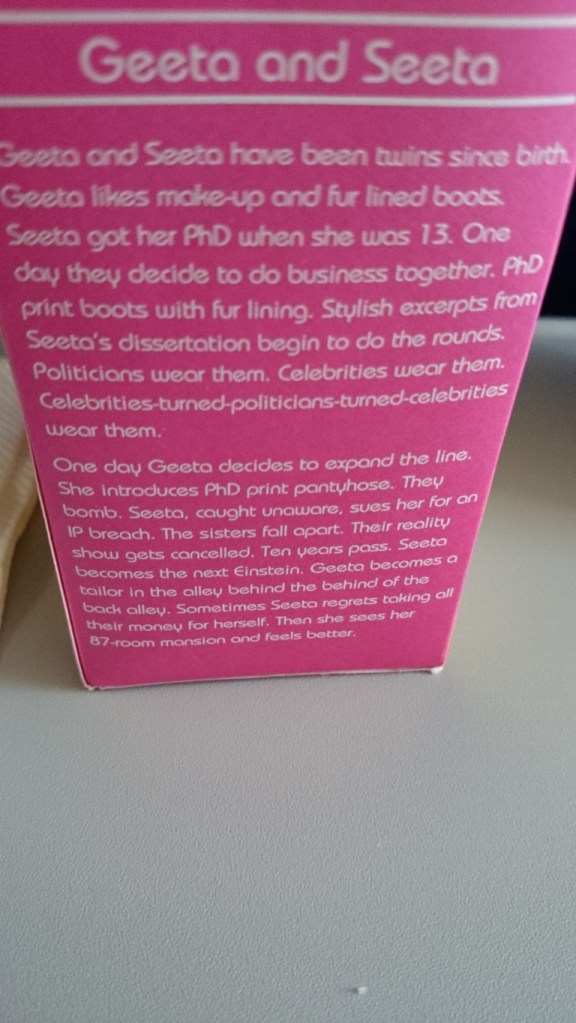 Geeta and Seeta
Geeta and Seeta have been twins since birth.
Geeta likes make-up and fur lined boots.
Seeta got her PhD when she was 13. One
day they decide to do business together. PhD
print boots with fur lining. Stylish excerpts from
Seeta's dissertation begin to do the rounds.
Politicians wear them. Celebrities wear them.
Celebrities-turned-politicians-turned-celebrities
wear them.
One day Geeta decides to expand the line.
She introduces PhD print pantyhose. They
bomb. Seeta, caught unaware, sues her for an
IP breach. The sisters fall apart. Their reality
show gets cancelled. Ten years pass. Seeta
becomes the next Einstein. Geeta becomes a
tailor in the alley behind the behind of the
back alley. Sometimes Seeta regrets taking all
their money for herself. Then she sees her
87-room mansion and feels better.